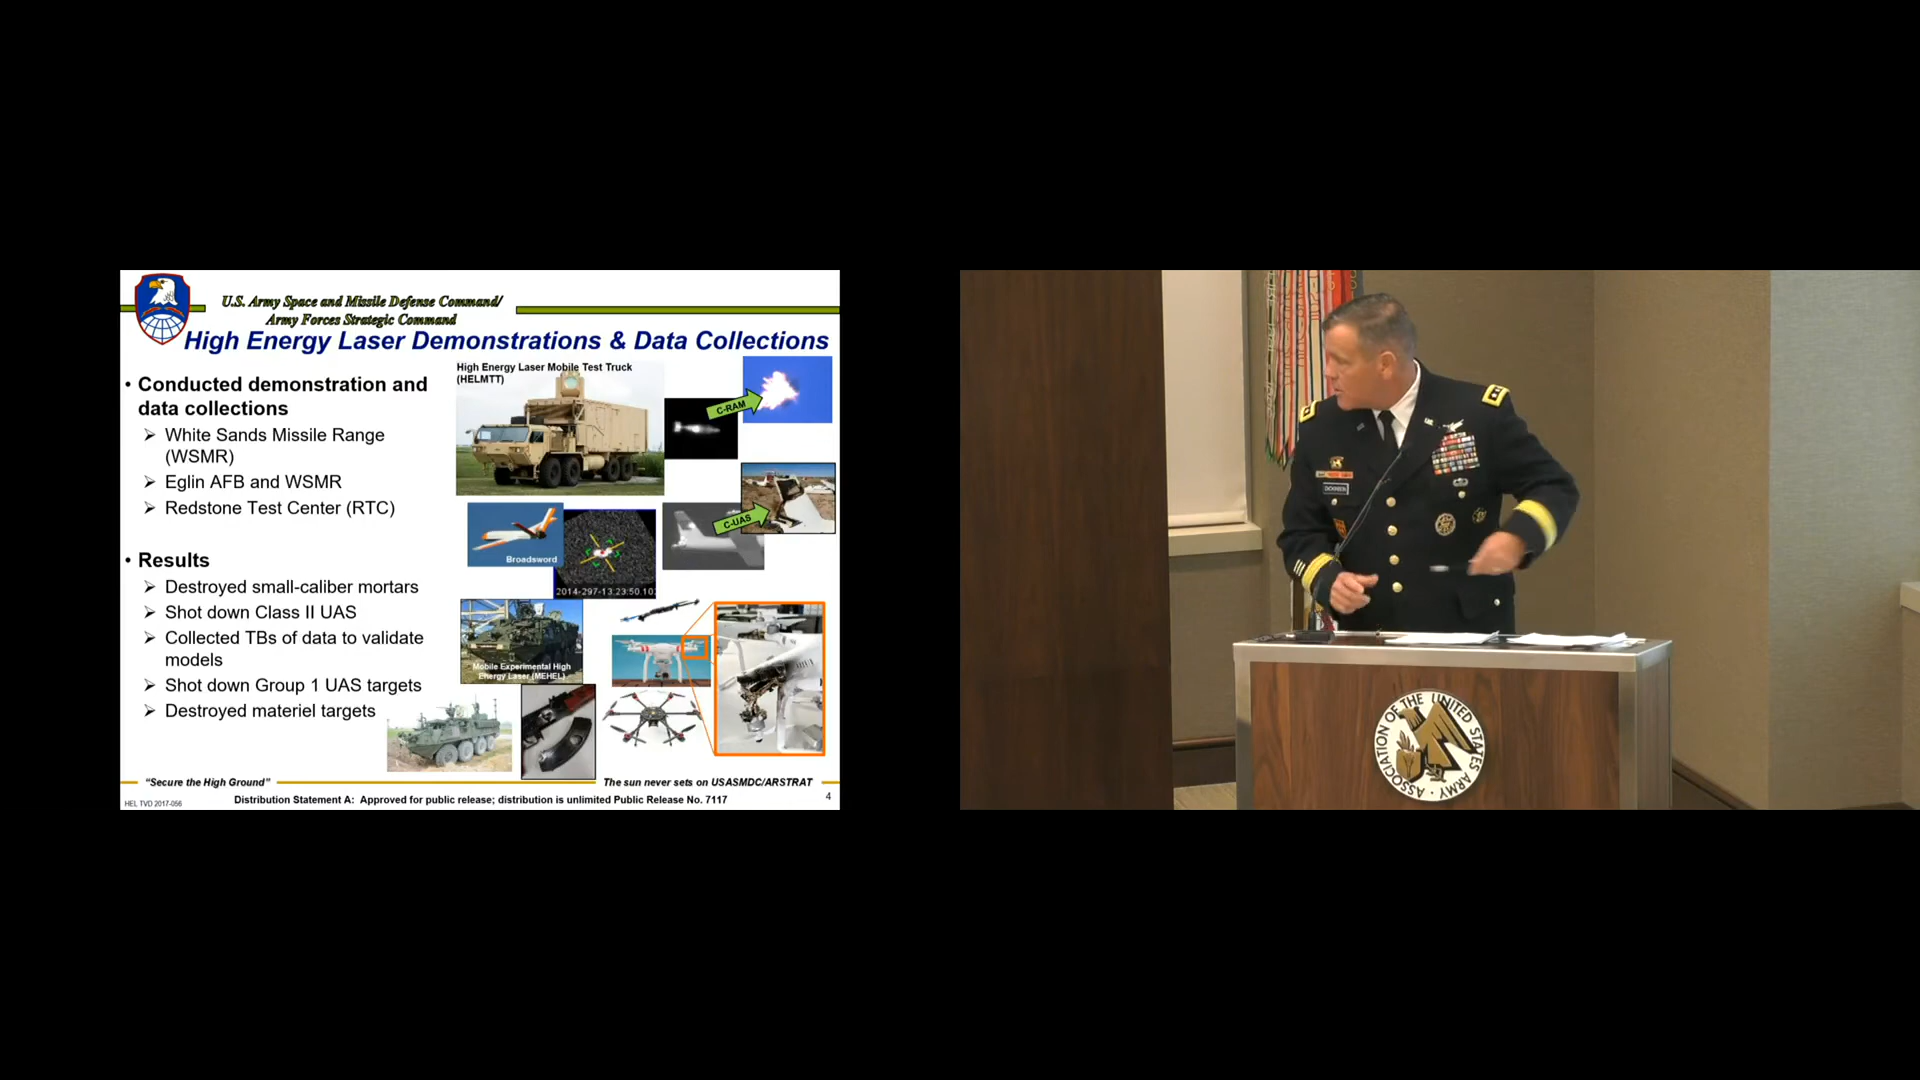 U.S. Army Space and Missile Defense Command/
Army Forces Strategic Command
High Energy Laser Demonstrations & Data Collections
• Conducted demonstration and
data collections
➢ White Sands Missile Range
(WSMR)
➢ Eglin AFB and WSMR
➢ Redstone Test Center (RTC)
• Results
➢ Destroyed small-caliber mortars
➢ Shot down Class II UAS
➢ Collected TBs of data to validate
models
➢ Shot down Group 1 UAS targets
➢ Destroyed materiel targets
High Energy Laser Mobile Test Truck
(HELMTT)
C-RAM
C-UAS
Broadsword
2014-297-13:23:50.10
Mobile Experimental High
Energy Laser (MEHEL)
“Secure the High Ground”
The sun never sets on USASMDC/ARSTRAT
HEL TVD 2017-056
Distribution Statement A: Approved for public release; distribution is unlimited Public Release No. 7117
4
DICKINSON
ASSOCIATION OF THE UNITED STATES ARMY